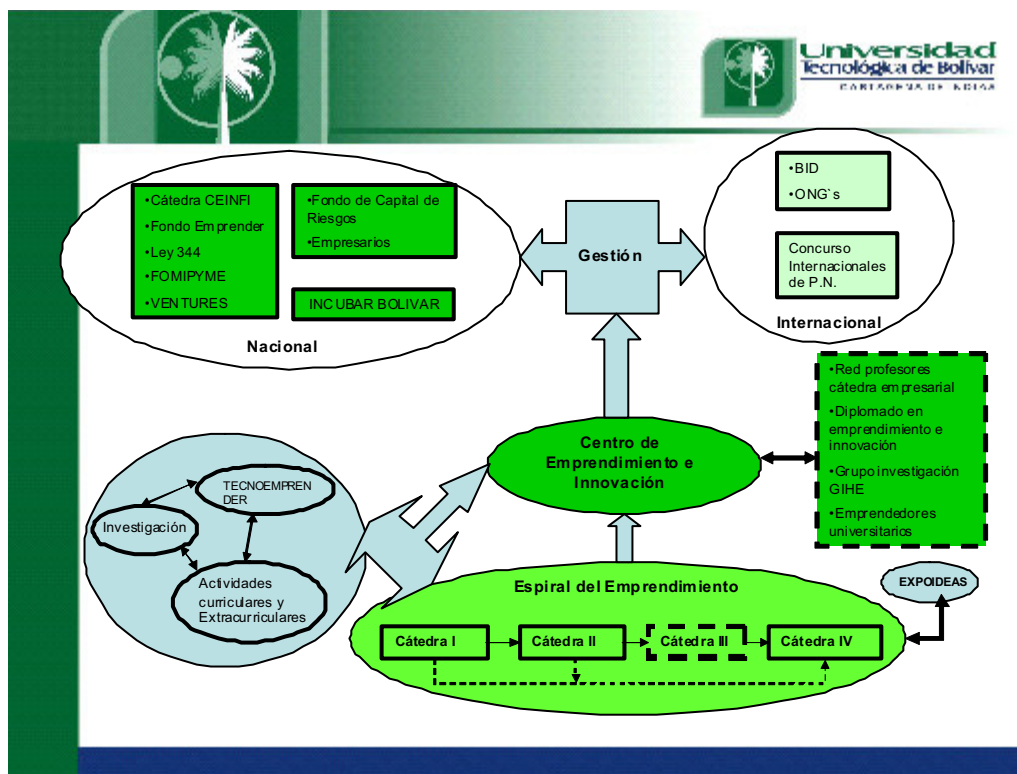 Universidad
Tecnológica de Bolívar
CARTAGENA DE INDIAS
•Cátedra CEINFI
•Fondo Emprender
•Ley 344
•FOMIPYME
•VENTURES
•Fondo de Capital de
Riesgos
•Empresarios
INCUBAR BOLIVAR
Nacional
Gestión
•BID
•ONG`s
Concurso
Internacionales
de P.N.
Internacional
•Red profesores
cátedra empresarial
•Diplomado en
emprendimiento e
innovación
•Grupo investigación
GIHE
•Emprendedores
universitarios
Centro de
Emprendimiento e
Innovación
TECNOEMPREN
DER
Investigación
Actividades
curriculares y
Extracurriculares
Espiral del Emprendimiento
EXPOIDEAS
Cátedra I
Cátedra II
Cátedra III
Cátedra IV